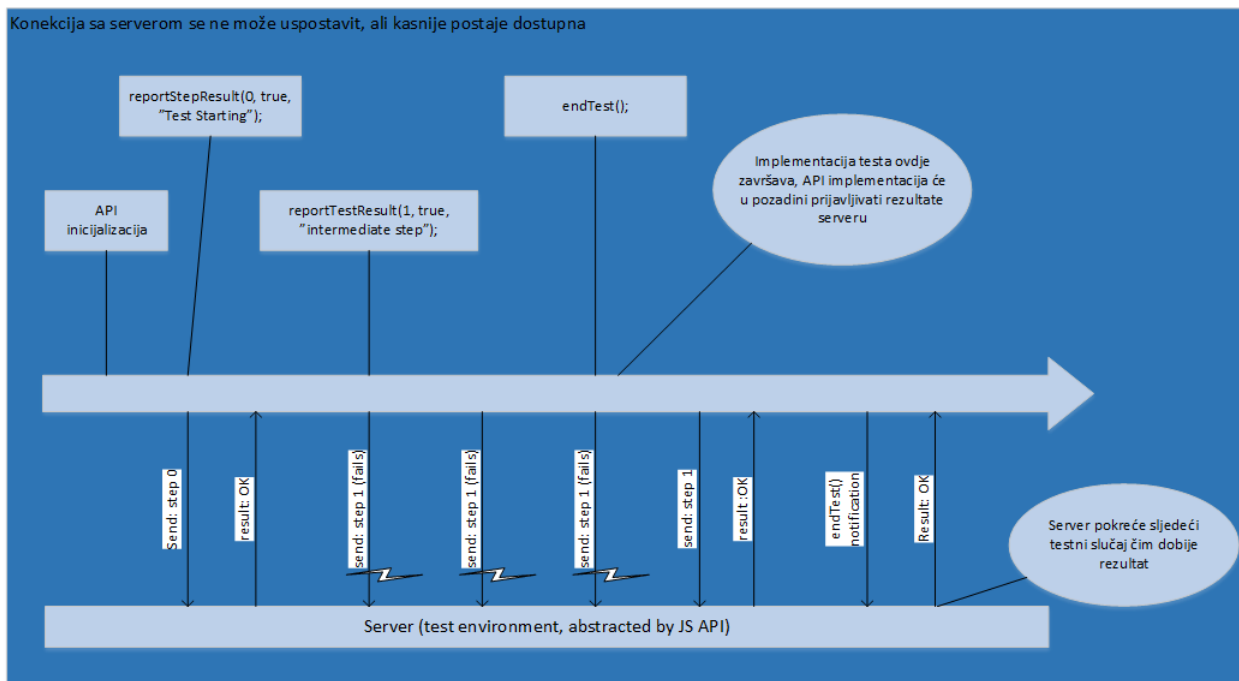 Konekcija sa serverom se ne može uspostavit, ali kasnije postaje dostupna
reportStepResult(0, true,
"Test Starting");
endTest();
Implementacija testa ovdje
završava, API implementacija će
u pozadini prijavljivati rezultate
serveru
API
inicijalizacija
reportTestResult(1, true,
"intermediate step");
Send: step 0
result: OK
send: step 1 (fails)
send: step 1 (fails)
send: step 1 (fails)
send: step 1
result :OK
endTest()
notification
Result: OK
Server pokreće sljedeći
testni slučaj čim dobije
rezultat
Server (test environment, abstracted by JS API)